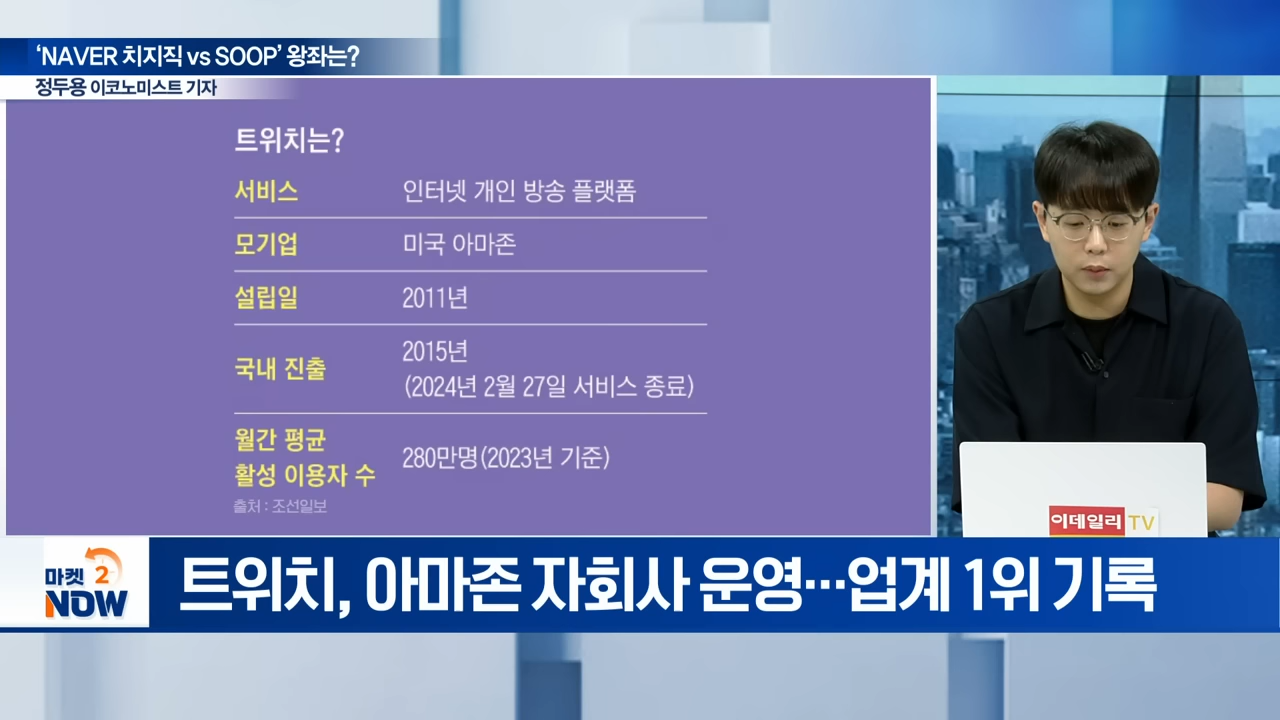 ‘NAVER 치지직 vs SOOP’ 왕좌는?
정두용 이코노미스트 기자
트위치는?
서비스 인터넷 개인 방송 플랫폼
모기업 미국 아마존
설립일 2011년
국내 진출 2015년
(2024년 2월 27일 서비스 종료)
월간 평균
활성 이용자 수 280만명(2023년 기준)
출처 : 조선일보
이데일리 TV
마켓 2
NOW
트위치, 아마존 자회사 운영…업계 1위 기록